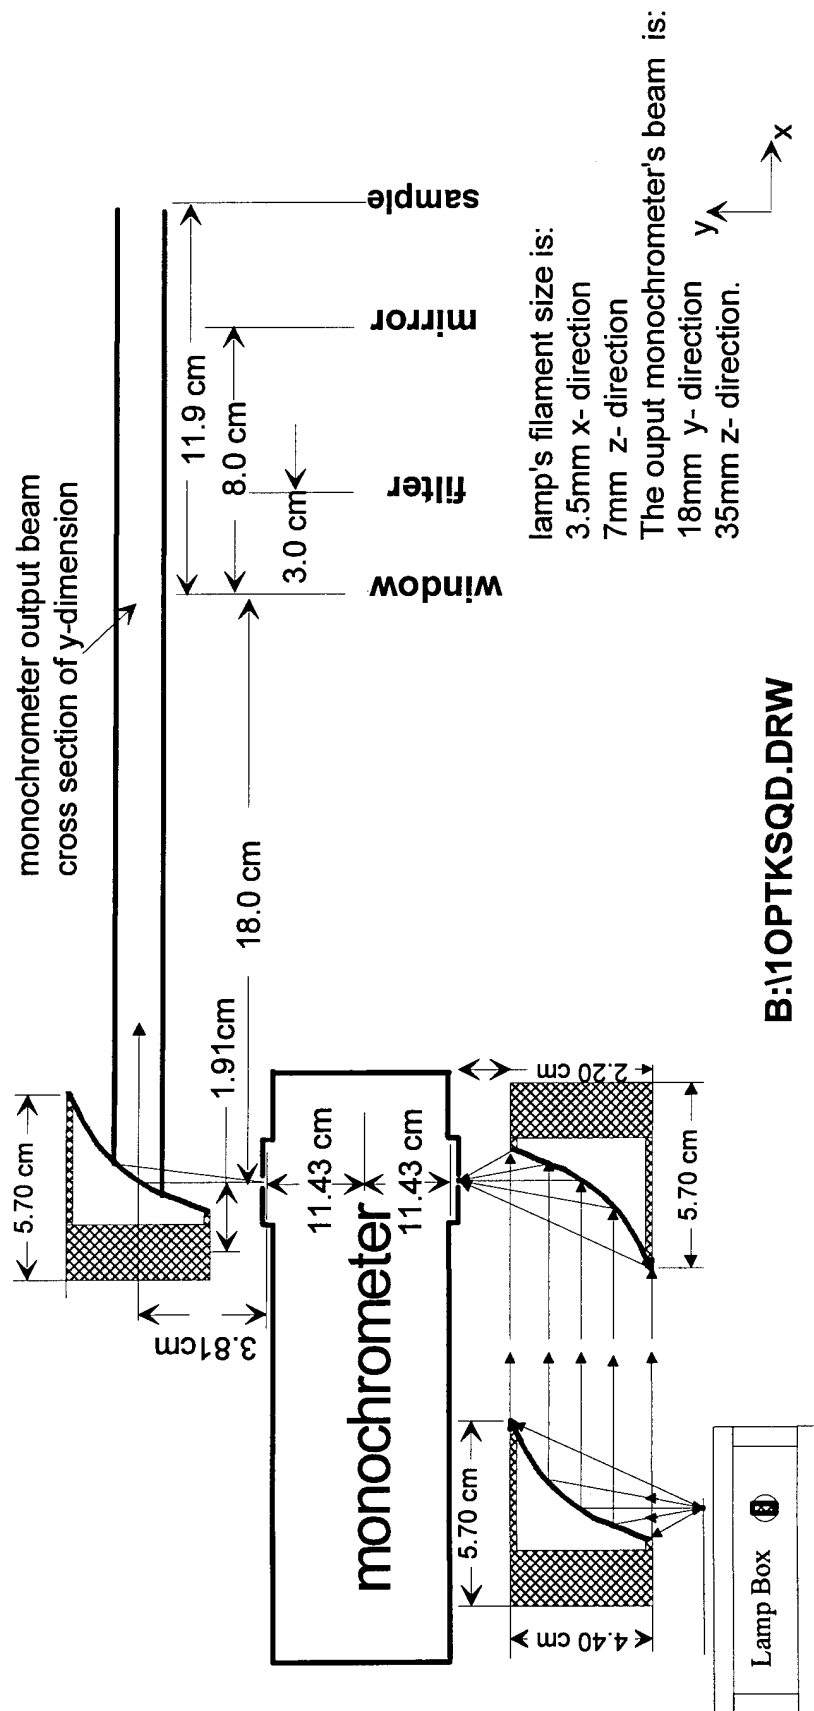 monochrometer output beam
cross section of y-dimension
5.70 cm
3.81cm
1.91cm
18.0 cm
11.9 cm
8.0 cm
3.0 cm
window
filter
mirror
sample
11.43 cm
11.43 cm
monochrometer
2.20 cm
5.70 cm
5.70 cm
4.40 cm
Lamp Box
lamp's filament size is:
3.5mm x- direction
7mm z- direction
The ouput monochrometer's beam is:
18mm y- direction
35mm z- direction.
y
x
B:\1OPTKSQD.DRW